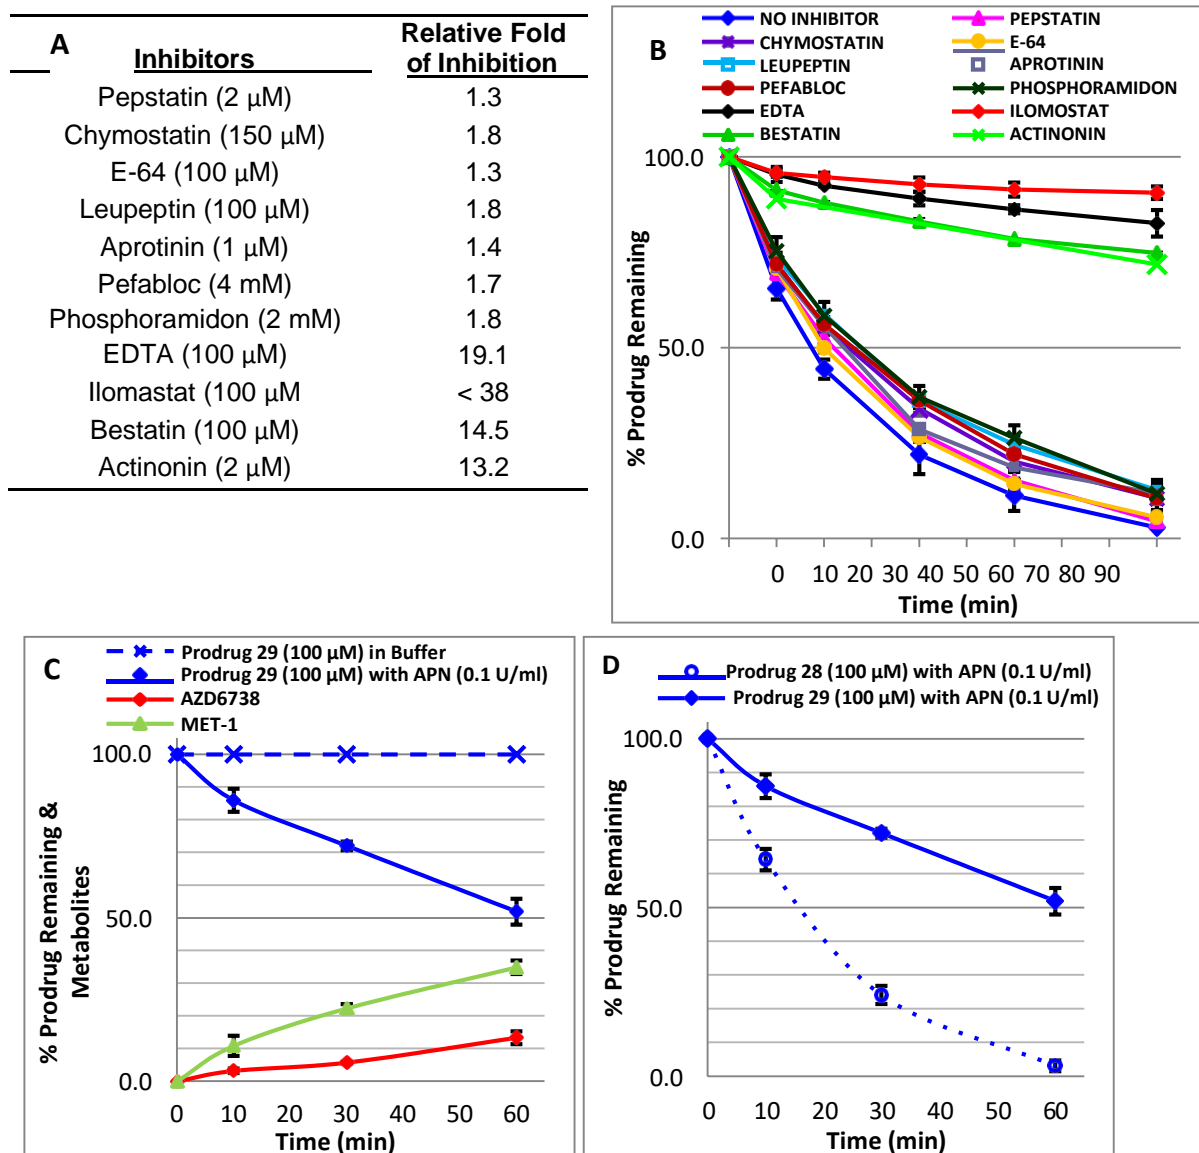 A
Inhibitors
Relative Fold
of Inhibition
Pepstatin (2 µM) 1.3
Chymostatin (150 µM) 1.8
E-64 (100 µM) 1.3
Leupeptin (100 µM) 1.8
Aprotinin (1 µM) 1.4
Pefabloc (4 mM) 1.7
Phosphoramidon (2 mM) 1.8
EDTA (100 µM) 19.1
Ilomastat (100 µM < 38
Bestatin (100 µM) 14.5
Actinonin (2 µM) 13.2
B
NO INHIBITOR PEPSTATIN
CHYMOSTATIN E-64
LEUPEPTIN APROTININ
PEFABLOC PHOSPHORAMIDON
EDTA ILOMOSTAT
BESTATIN ACTINONIN
% Prodrug Remaining
100.0
50.0
0.0
0 10 20 30 40 50 60 70 80 90
Time (min)
C
Prodrug 29 (100 µM) in Buffer
Prodrug 29 (100 µM) with APN (0.1 U/ml)
AZD6738
MET-1
% Prodrug Remaining &
Metabolites
100.0
50.0
0.0
0 10 30 60
Time (min)
D
Prodrug 28 (100 µM) with APN (0.1 U/ml)
Prodrug 29 (100 µM) with APN (0.1 U/ml)
% Prodrug Remaining
100.0
50.0
0.0
0 10 30 60
Time (min)